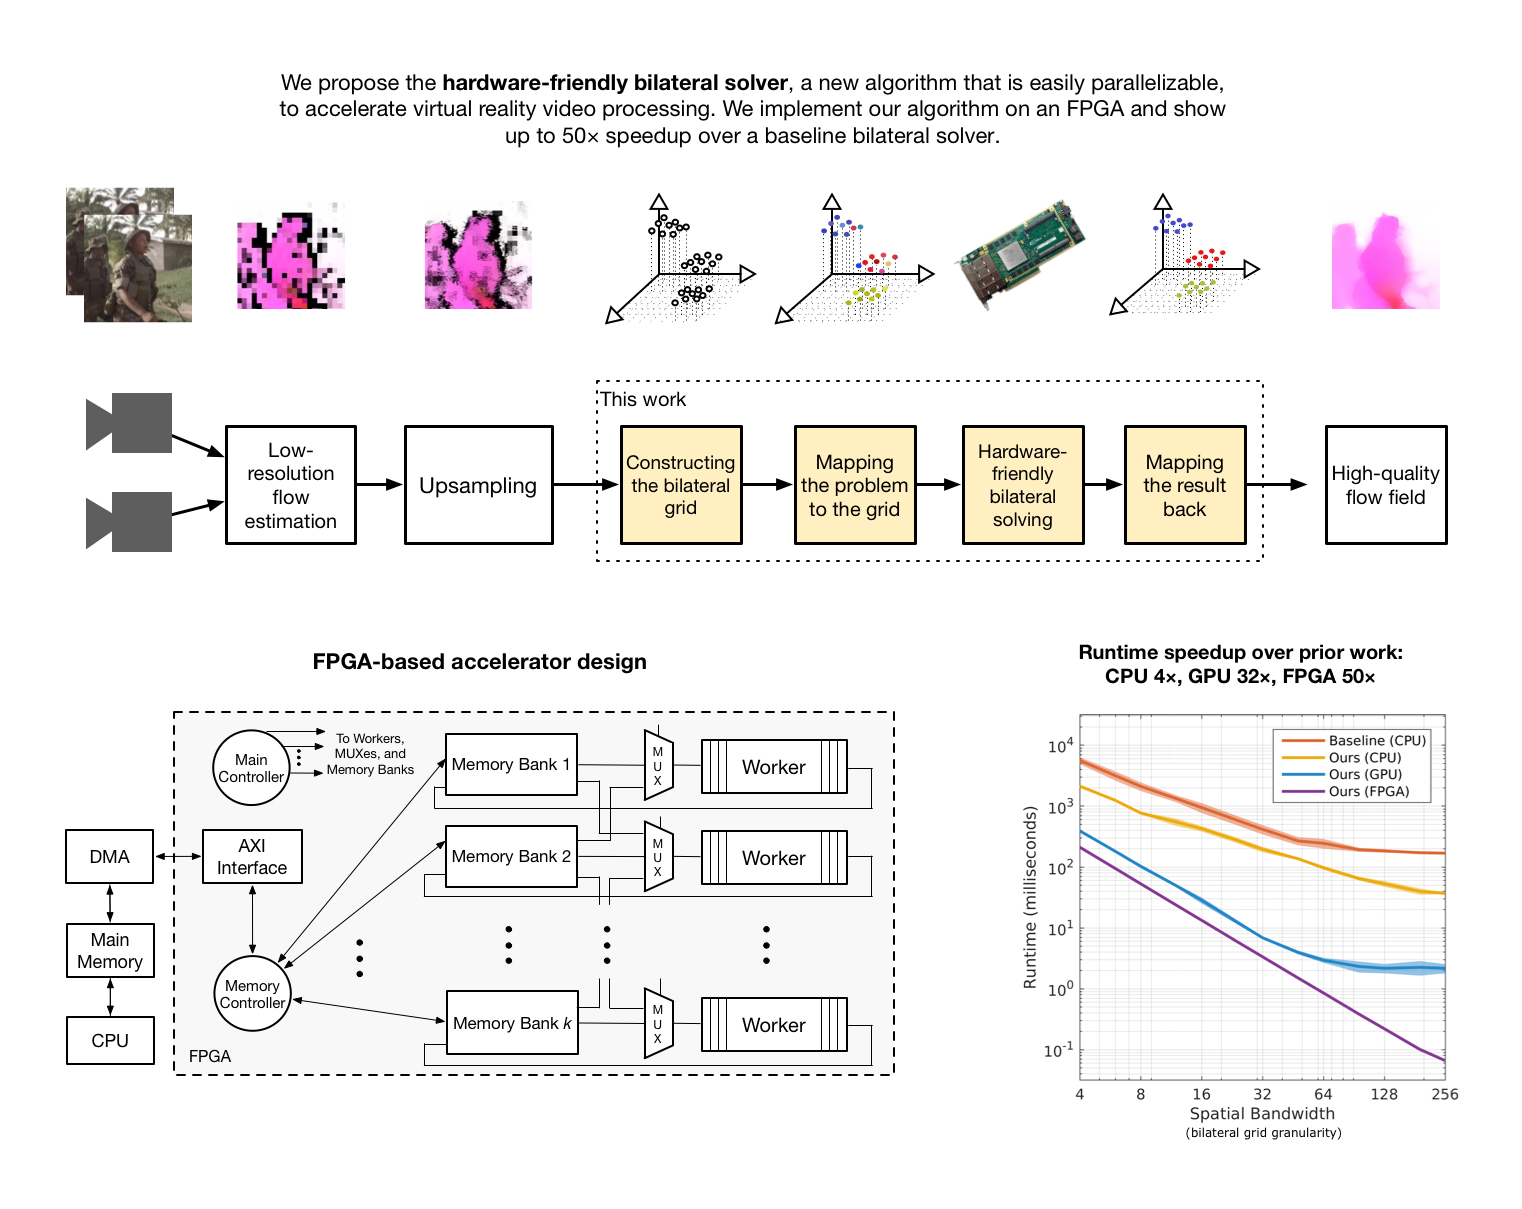 We propose the hardware-friendly bilateral solver, a new algorithm that is easily parallelizable,
to accelerate virtual reality video processing. We implement our algorithm on an FPGA and show
up to 50× speedup over a baseline bilateral solver.
This work
Low-
resolution
flow
estimation
Upsampling
Constructing
the bilateral
grid
Mapping
the problem
to the grid
Hardware-
friendly
bilateral
solving
Mapping
the result
back
High-quality
flow field
FPGA-based accelerator design
Main
Controller
To Workers,
MUXes, and
Memory Banks
Memory Bank 1
M
U
X
Worker
DMA
AXI
Interface
Memory Bank 2
M
U
X
Worker
Main
Memory
Memory
Controller
Memory Bank k
M
U
X
Worker
CPU
FPGA
Runtime speedup over prior work:
CPU 4×, GPU 32×, FPGA 50×
Baseline (CPU)
Ours (CPU)
Ours (GPU)
Ours (FPGA)
Runtime (milliseconds)
10^4
10^3
10^2
10^1
10^0
10^-1
4 8 16 32 64 128 256
Spatial Bandwidth
(bilateral grid granularity)